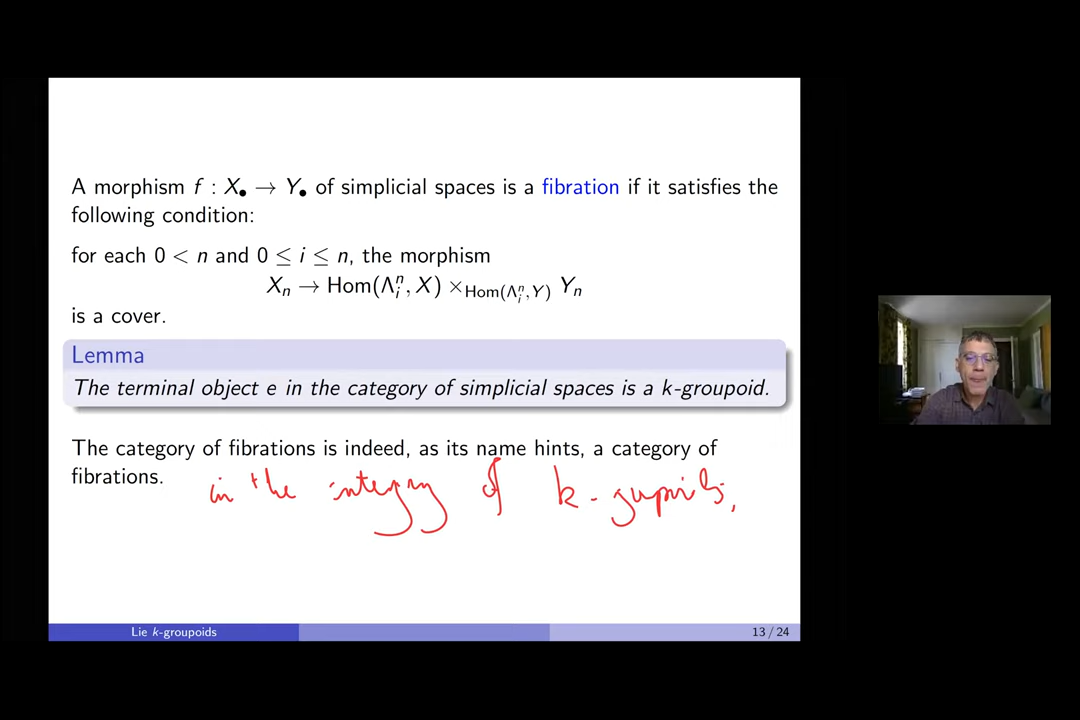 A morphism f : X• → Y• of simplicial spaces is a fibration if it satisfies the
following condition:
for each 0 < n and 0 ≤ i ≤ n, the morphism
Xₙ → Hom(Λⁿᵢ, X) ×_Hom(Λⁿᵢ,Y) Yₙ
is a cover.
Lemma
The terminal object e in the category of simplicial spaces is a k-groupoid.
The category of fibrations is indeed, as its name hints, a category of
fibrations. in the
of k-
Lie k-groupoids 13 / 24